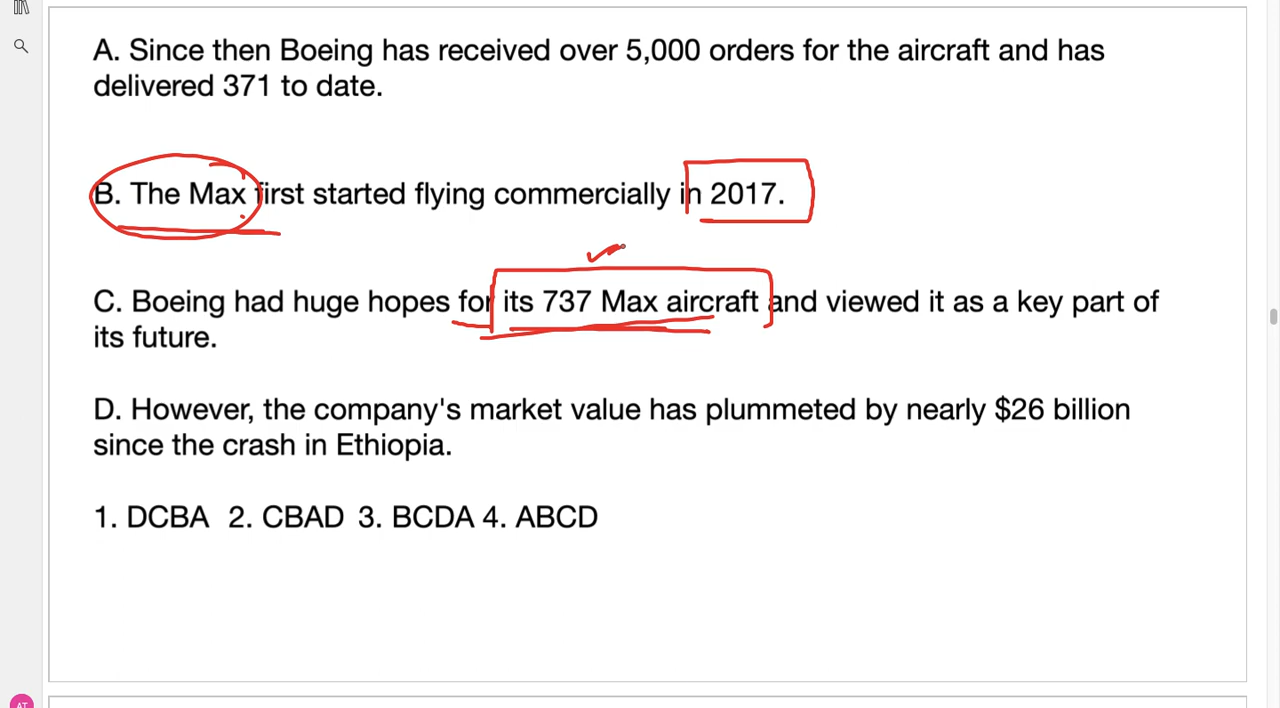 A. Since then Boeing has received over 5,000 orders for the aircraft and has
delivered 371 to date.
B. The Max first started flying commercially in 2017.
C. Boeing had huge hopes for its 737 Max aircraft and viewed it as a key part of
its future.
D. However, the company's market value has plummeted by nearly $26 billion
since the crash in Ethiopia.
1. DCBA 2. CBAD 3. BCDA 4. ABCD
AT